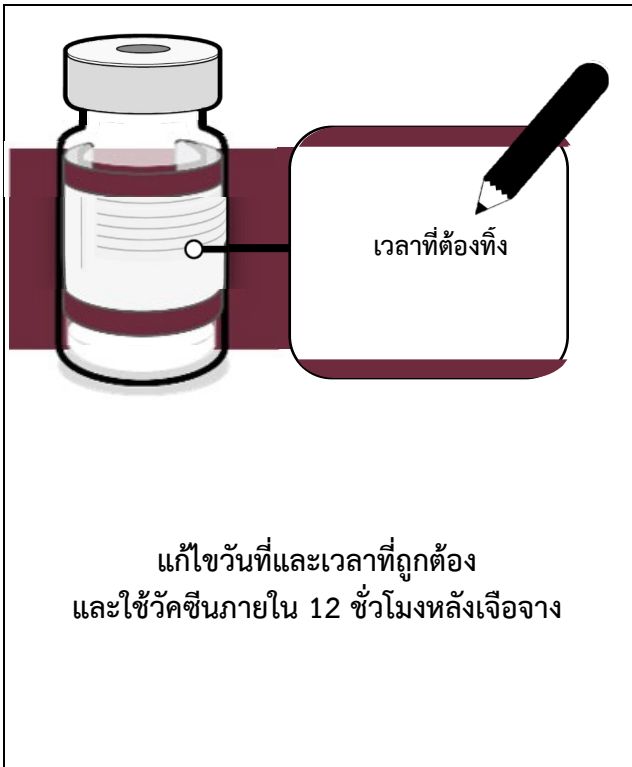 เวลาที่ต้องทิ้ง
แก้ไขวันที่และเวลาที่ถูกต้อง
และใช้วัคซีนภายใน 12 ชั่วโมงหลังเจือจาง